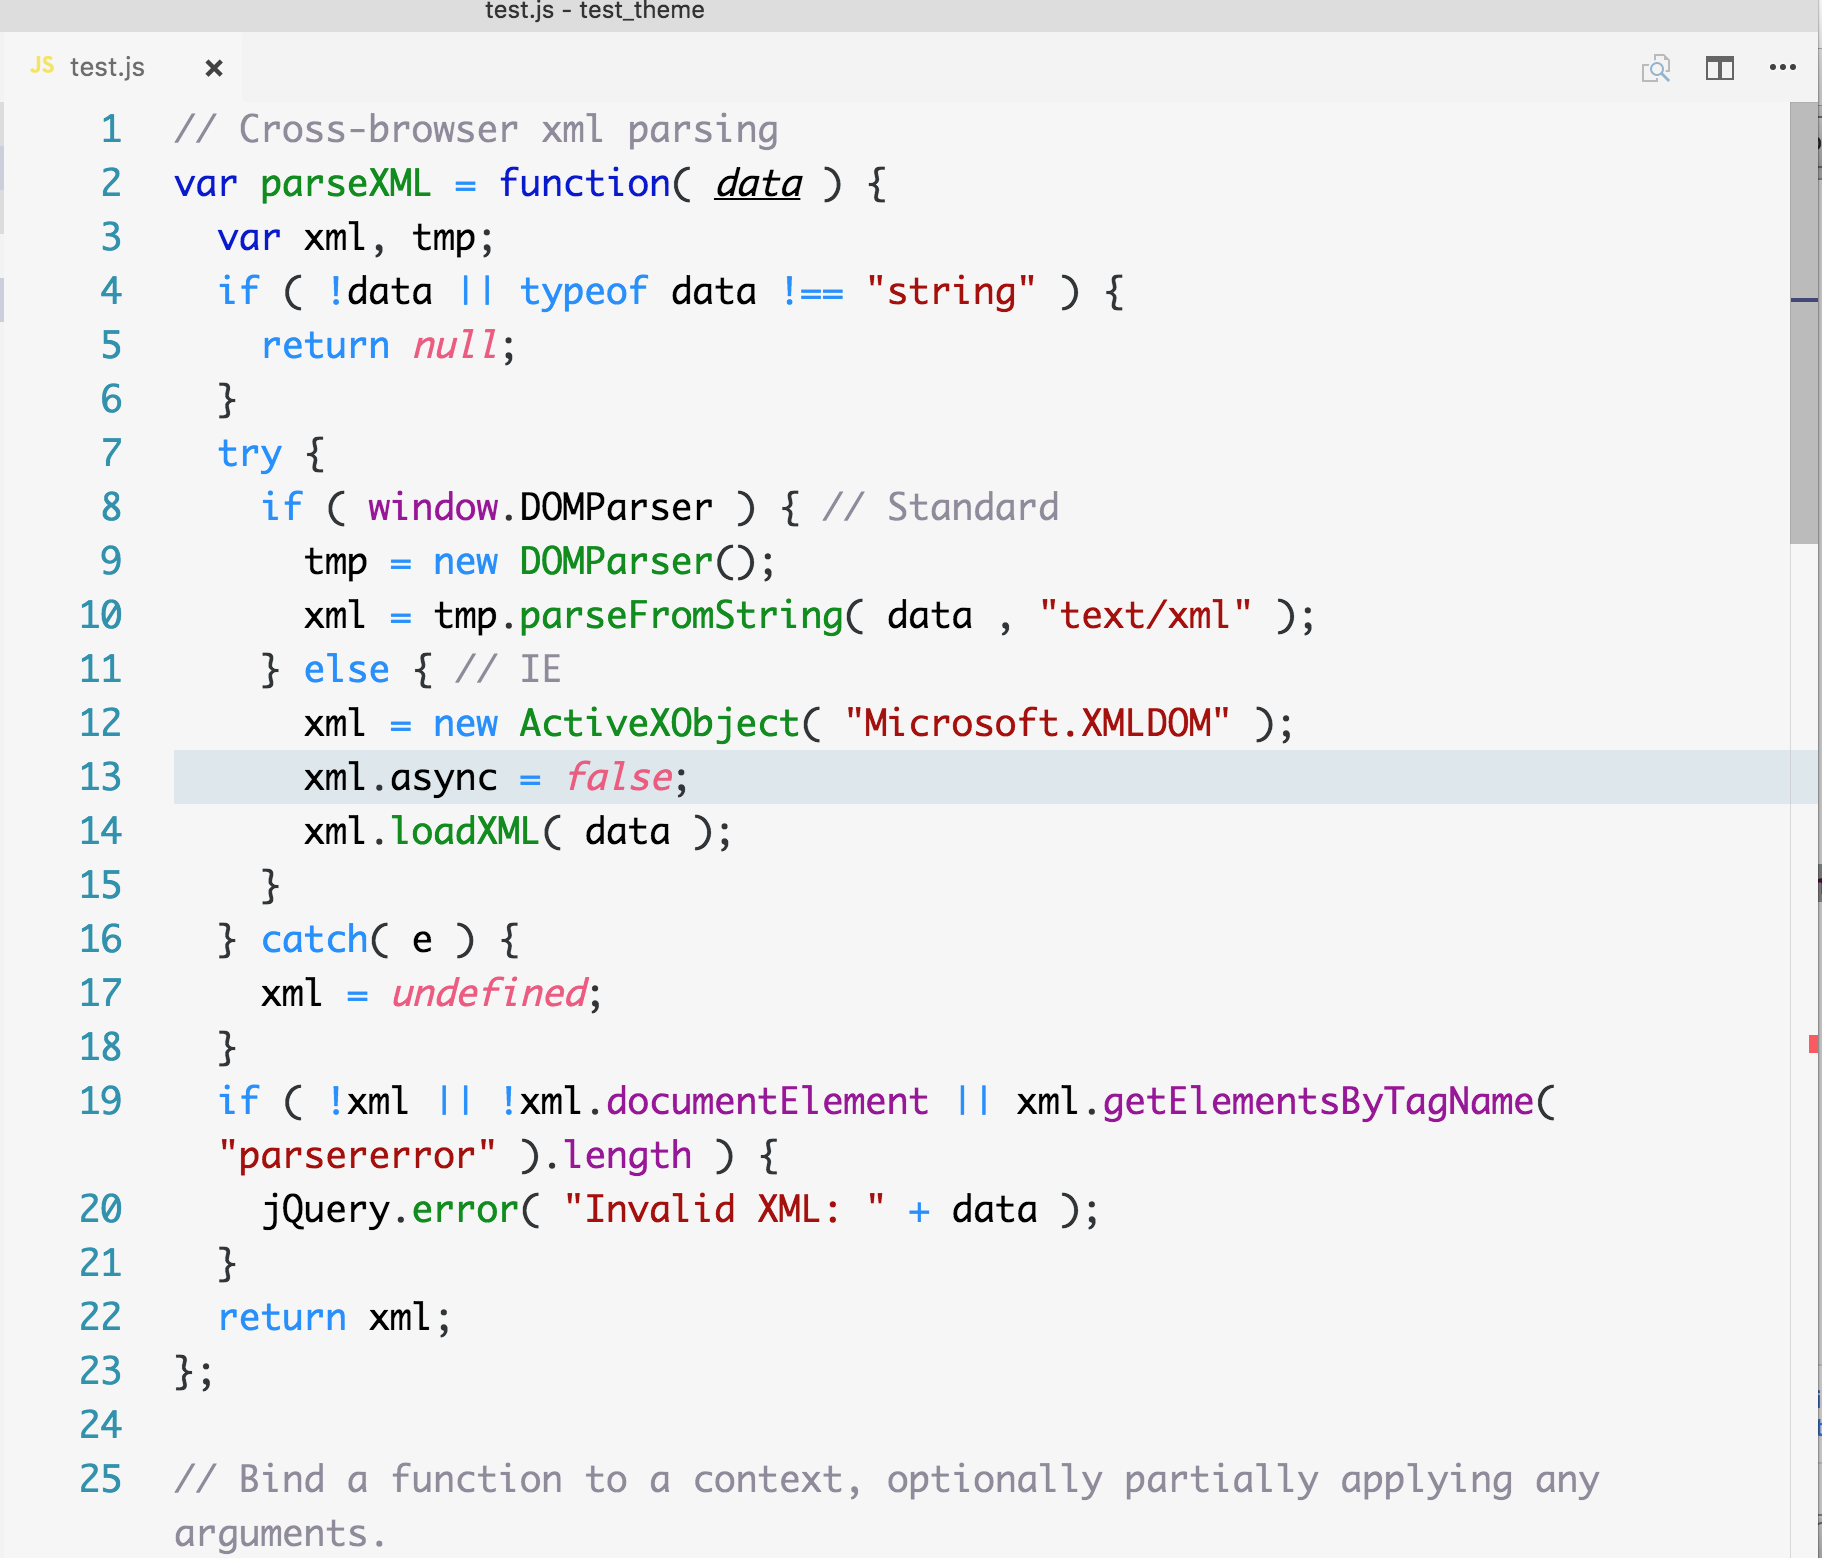 test.js - test_theme
JS test.js
1 // Cross-browser xml parsing
2 var parseXML = function( data ) {
3   var xml, tmp;
4   if ( !data || typeof data !== "string" ) {
5     return null;
6   }
7   try {
8     if ( window.DOMParser ) { // Standard
9       tmp = new DOMParser();
10       xml = tmp.parseFromString( data , "text/xml" );
11     } else { // IE
12       xml = new ActiveXObject( "Microsoft.XMLDOM" );
13       xml.async = false;
14       xml.loadXML( data );
15     }
16   } catch( e ) {
17     xml = undefined;
18   }
19   if ( !xml || !xml.documentElement || xml.getElementsByTagName(
"parsererror" ).length ) {
20     jQuery.error( "Invalid XML: " + data );
21   }
22   return xml;
23 };
24
25 // Bind a function to a context, optionally partially applying any
arguments.